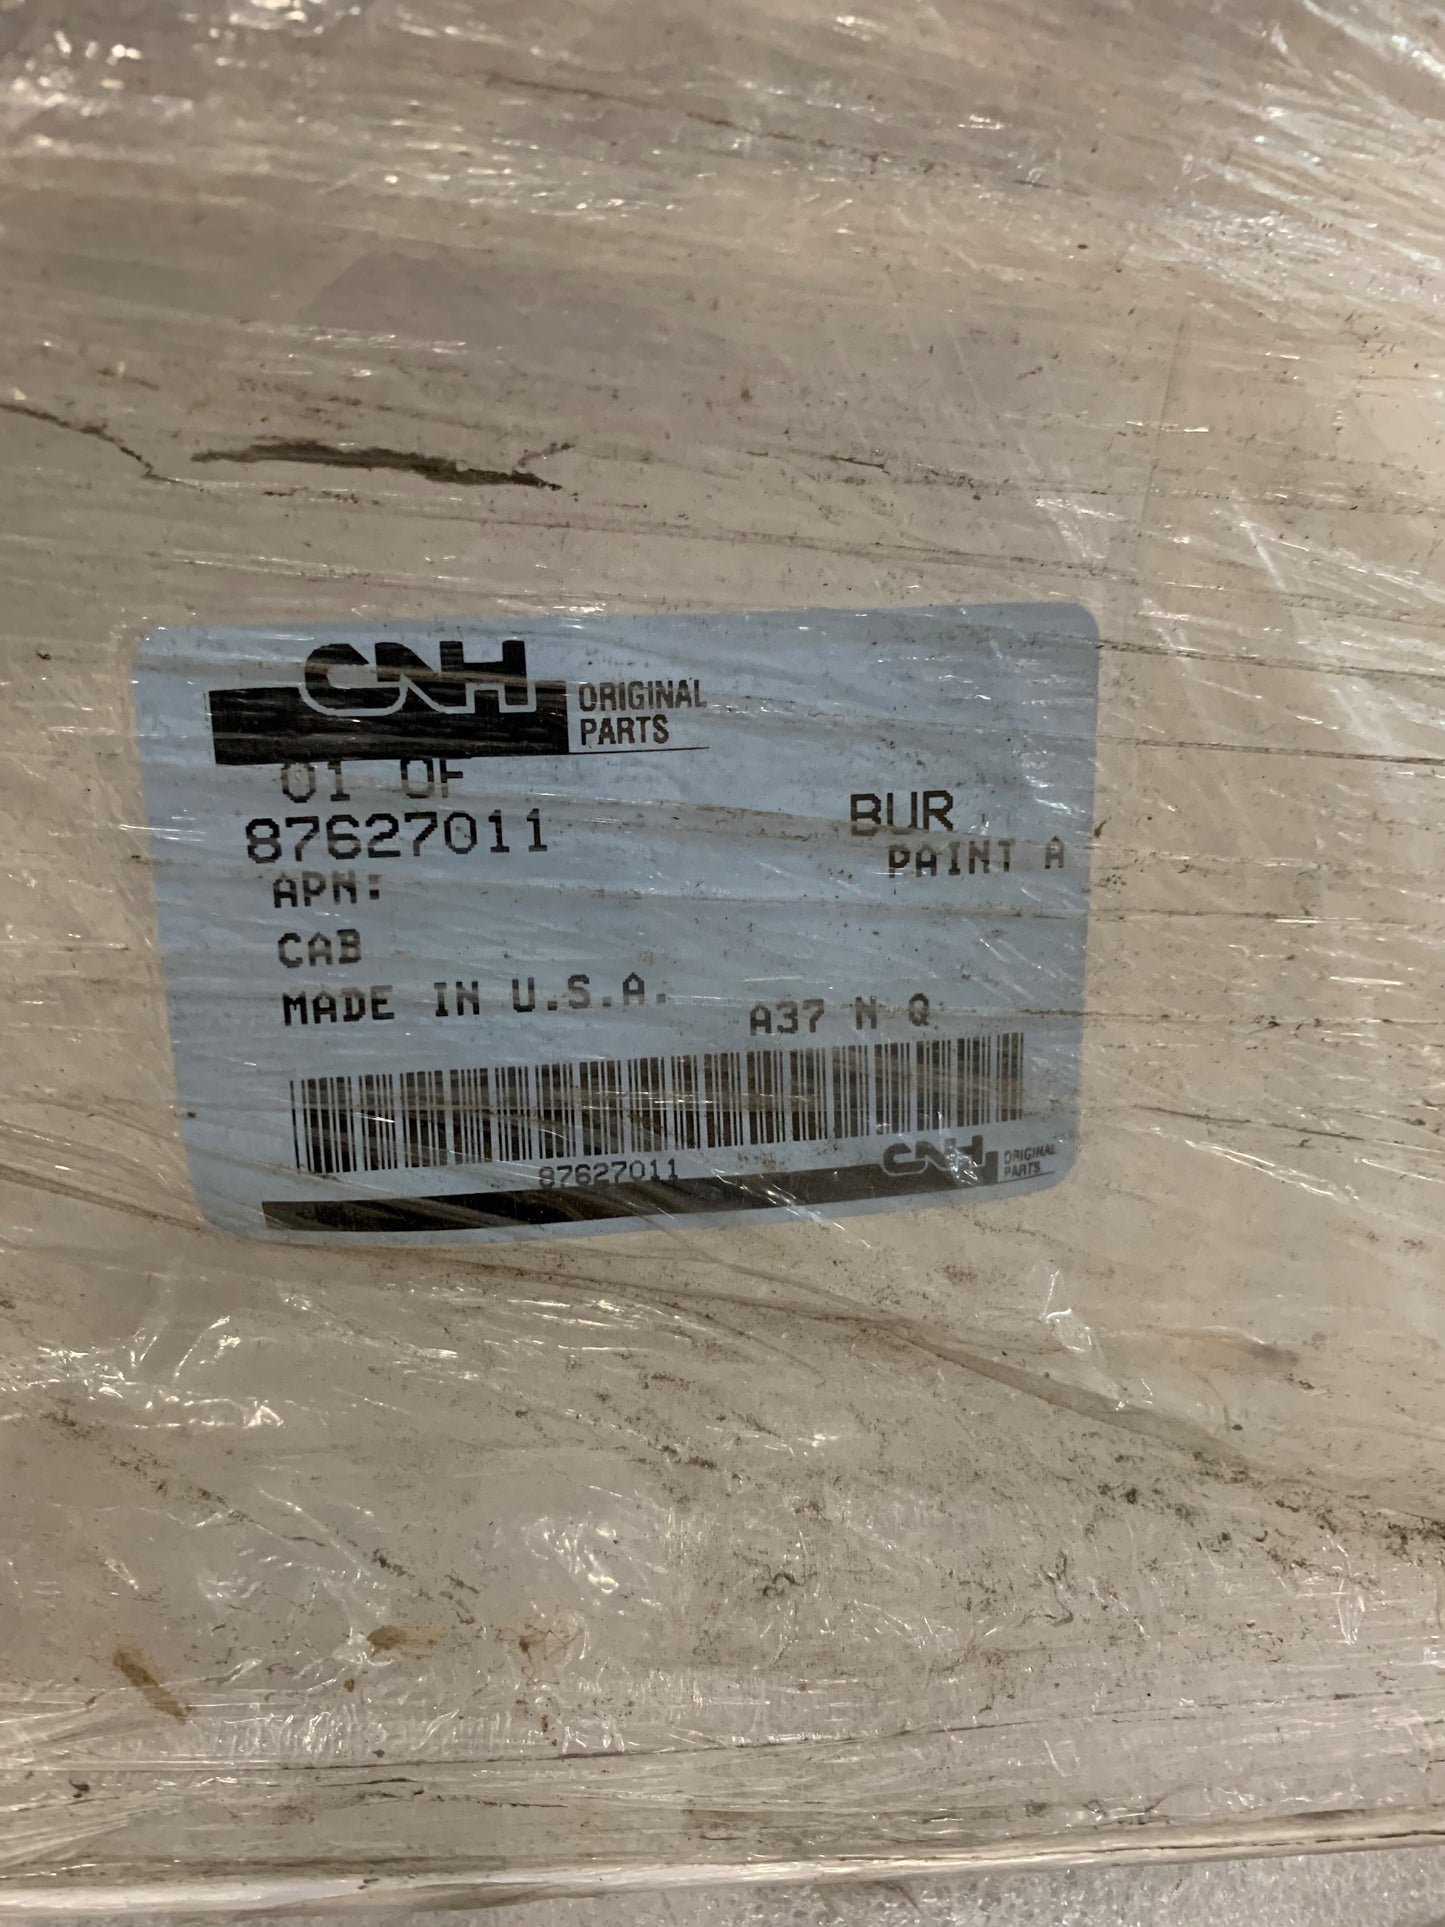 CNH ORIGINAL
PARTS
01 OF
87627011 BUR
PAINT A
APN:
CAB
MADE IN U.S.A. A37 N Q
87627011
CNH ORIGINAL
PARTS